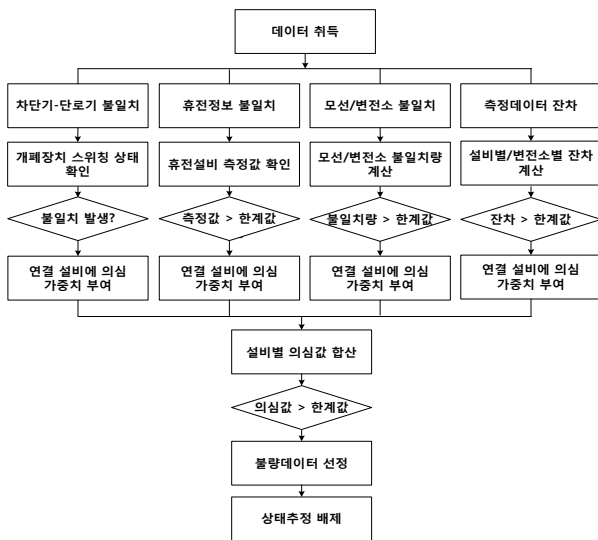 데이터 취득
차단기-단로기 불일치
휴전정보 불일치
모선/변전소 불일치
측정데이터 잔차
개폐장치 스위칭 상태
확인
휴전설비 측정값 확인
모선/변전소 불일치량
계산
설비별/변전소별 잔차
계산
불일치 발생?
측정값 > 한계값
불일치량 > 한계값
잔차 > 한계값
연결 설비에 의심
가중치 부여
연결 설비에 의심
가중치 부여
연결 설비에 의심
가중치 부여
연결 설비에 의심
가중치 부여
설비별 의심값 합산
의심값 > 한계값
불량데이터 선정
상태추정 배제